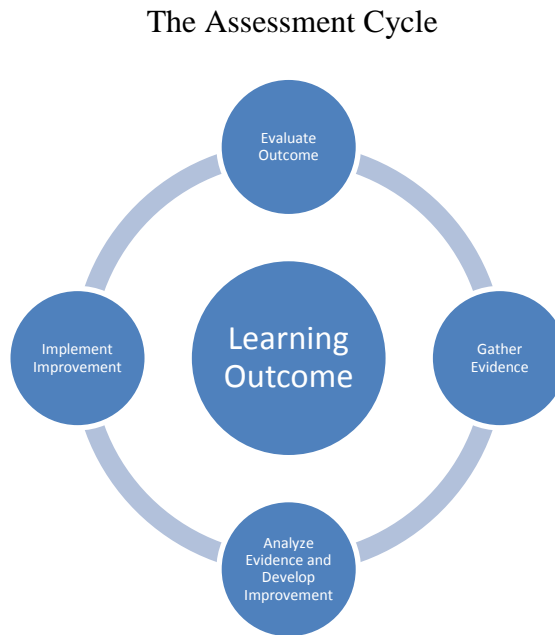 The Assessment Cycle
Evaluate
Outcome
Implement
Improvement
Learning
Outcome
Gather
Evidence
Analyze
Evidence and
Develop
Improvement